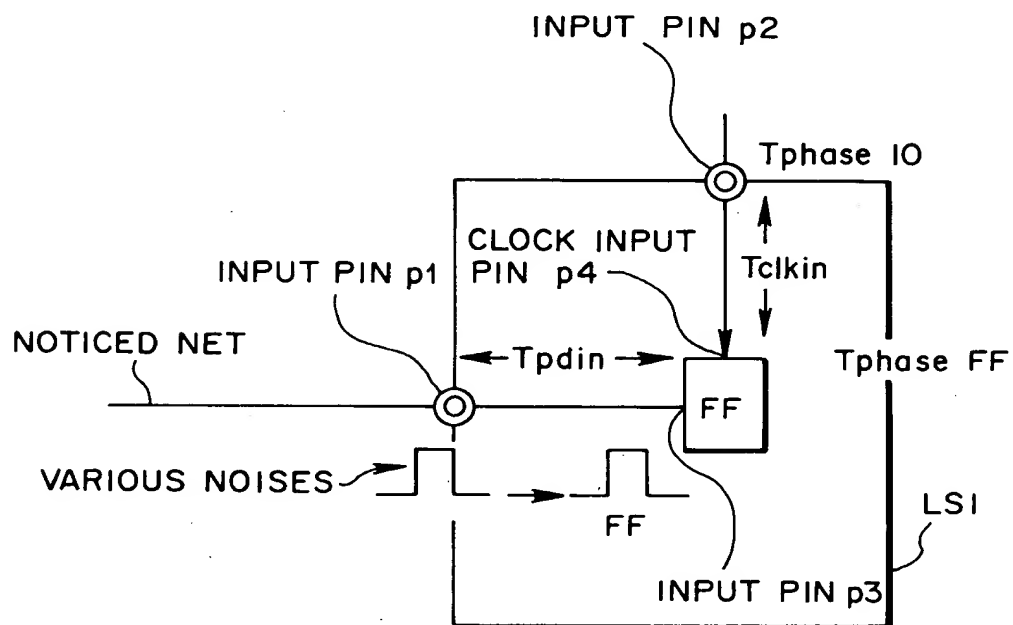 INPUT PIN p2
Tphase IO
CLOCK INPUT
PIN p4
INPUT PIN p1
Tclkin
NOTICED NET
Tpdin
Tphase FF
FF
VARIOUS NOISES
FF
LSI
INPUT PIN p3